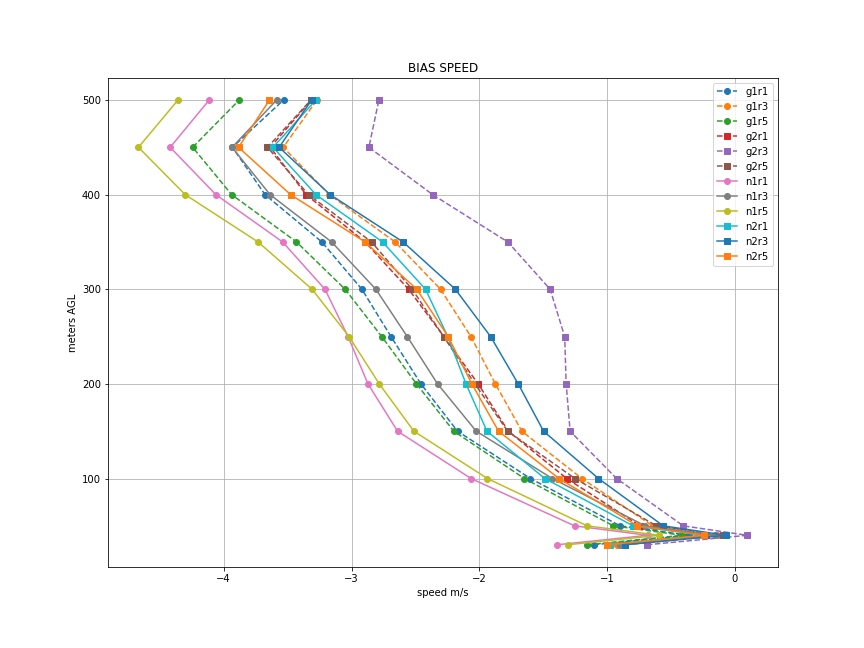 BIAS SPEED
500
400
300
200
100
meters AGL
−4
−3
−2
−1
0
speed m/s
g1r1
g1r3
g1r5
g2r1
g2r3
g2r5
n1r1
n1r3
n1r5
n2r1
n2r3
n2r5